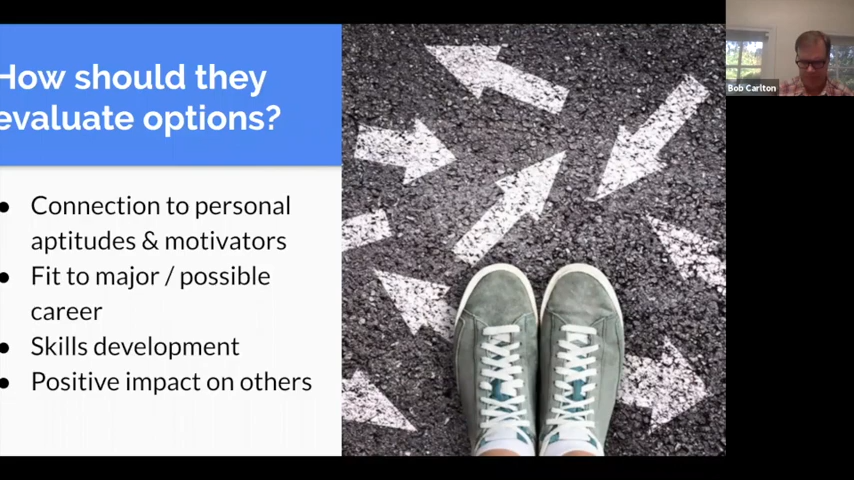 How should they
evaluate options?
• Connection to personal
aptitudes & motivators
• Fit to major / possible
career
• Skills development
• Positive impact on others
Bob Carlton